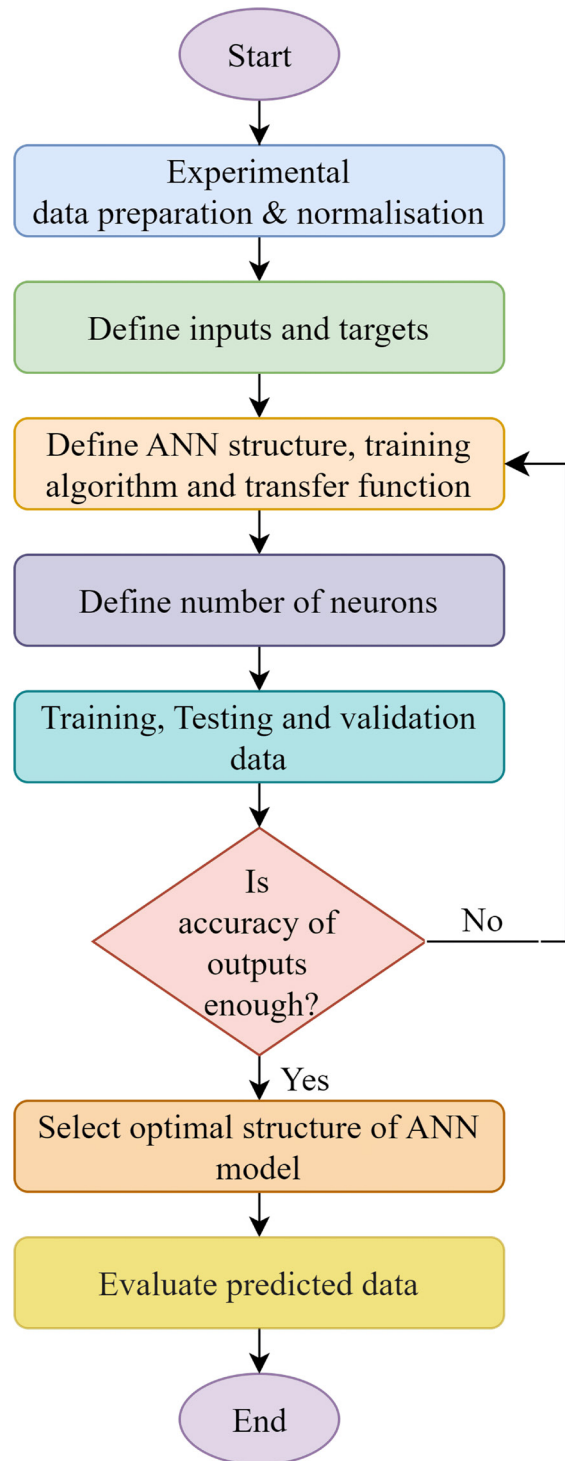 Start
Experimental
data preparation & normalisation
Define inputs and targets
Define ANN structure, training
algorithm and transfer function
Define number of neurons
Training, Testing and validation
data
Is
accuracy of
outputs
enough?
No
Yes
Select optimal structure of ANN
model
Evaluate predicted data
End